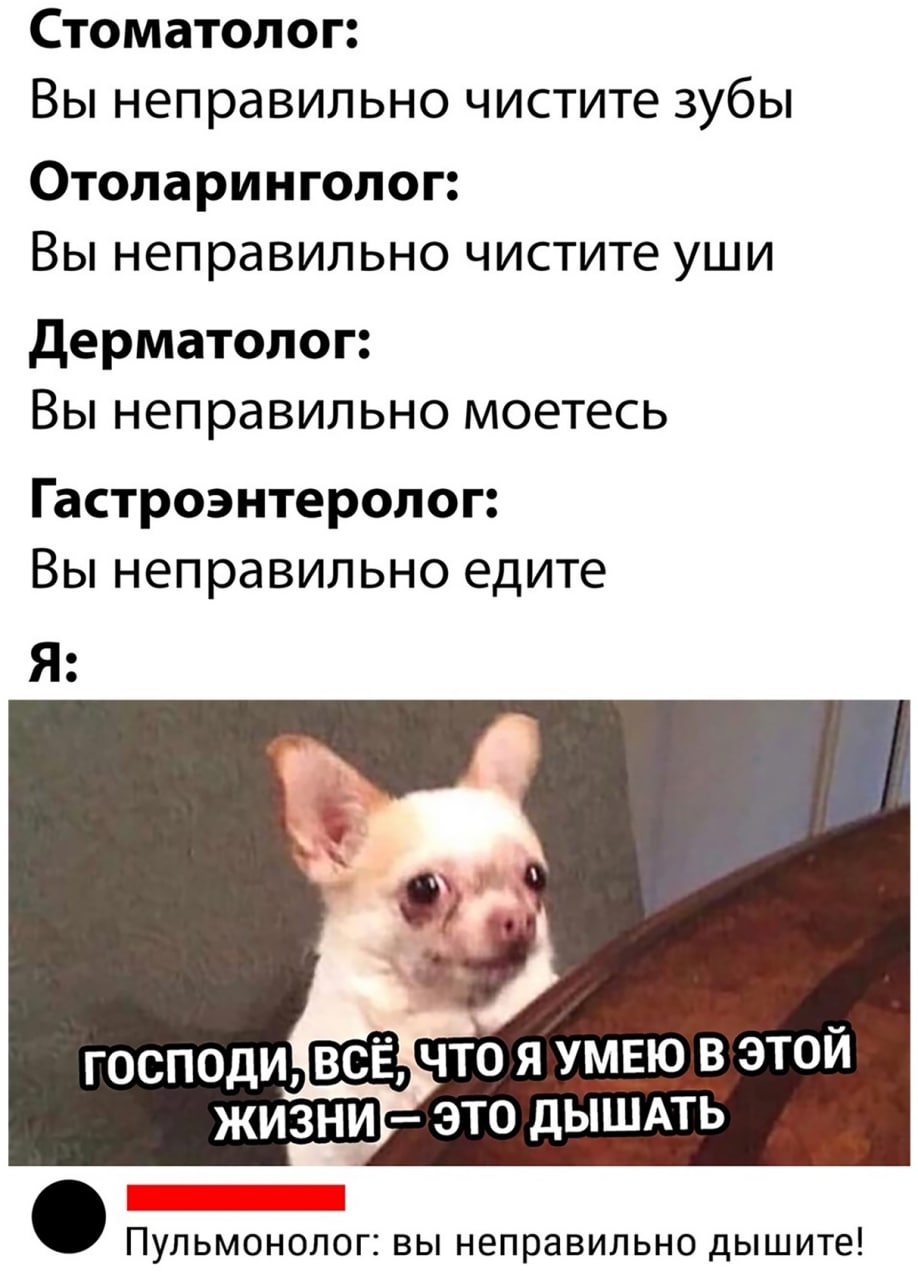 Стоматолог:
Вы неправильно чистите зубы
Отоларинголог:
Вы неправильно чистите уши
Дерматолог:
Вы неправильно моетесь
Гастроэнтеролог:
Вы неправильно едите
Я:
ГОСПОДИ, ВСЁ, ЧТО Я УМЕЮ В ЭТОЙ
ЖИЗНИ – ЭТО ДЫШАТЬ
Пульмонолог: вы неправильно дышите!